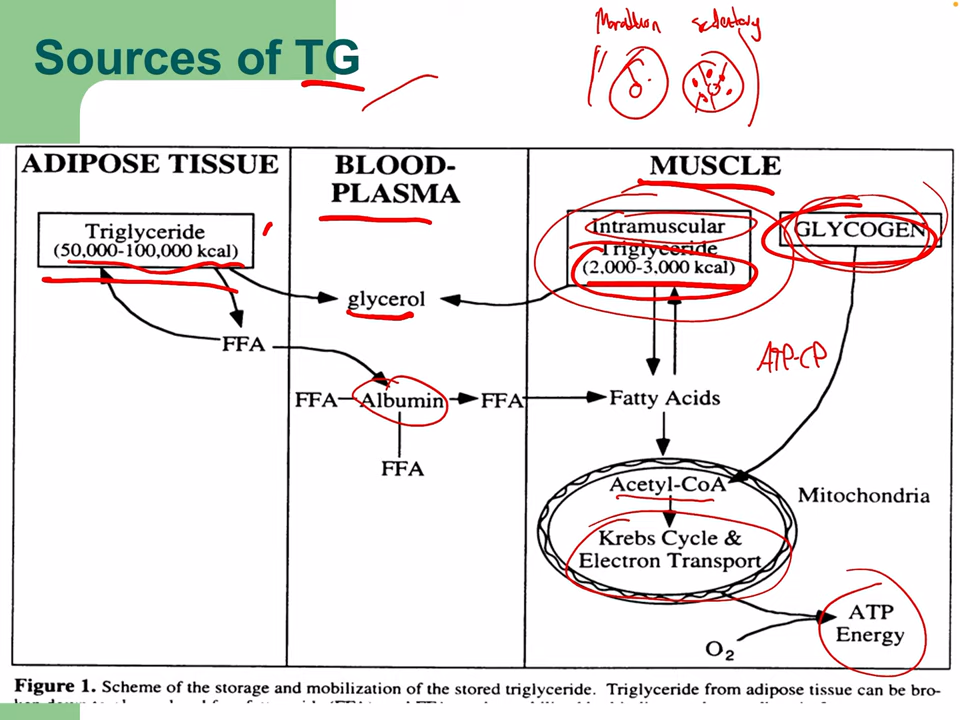 Marathon sedentary
Sources of TG
ADIPOSE TISSUE
BLOOD-
PLASMA
MUSCLE
Triglyceride
(50,000-100,000 kcal)
Intramuscular
Triglyceride
(2,000-3,000 kcal)
GLYCOGEN
glycerol
FFA
ATP-CP
FFA Albumin FFA
Fatty Acids
FFA
Acetyl-CoA
Mitochondria
Krebs Cycle &
Electron Transport
ATP
Energy
O2
Figure 1. Scheme of the storage and mobilization of the stored triglyceride. Triglyceride from adipose tissue can be bro-